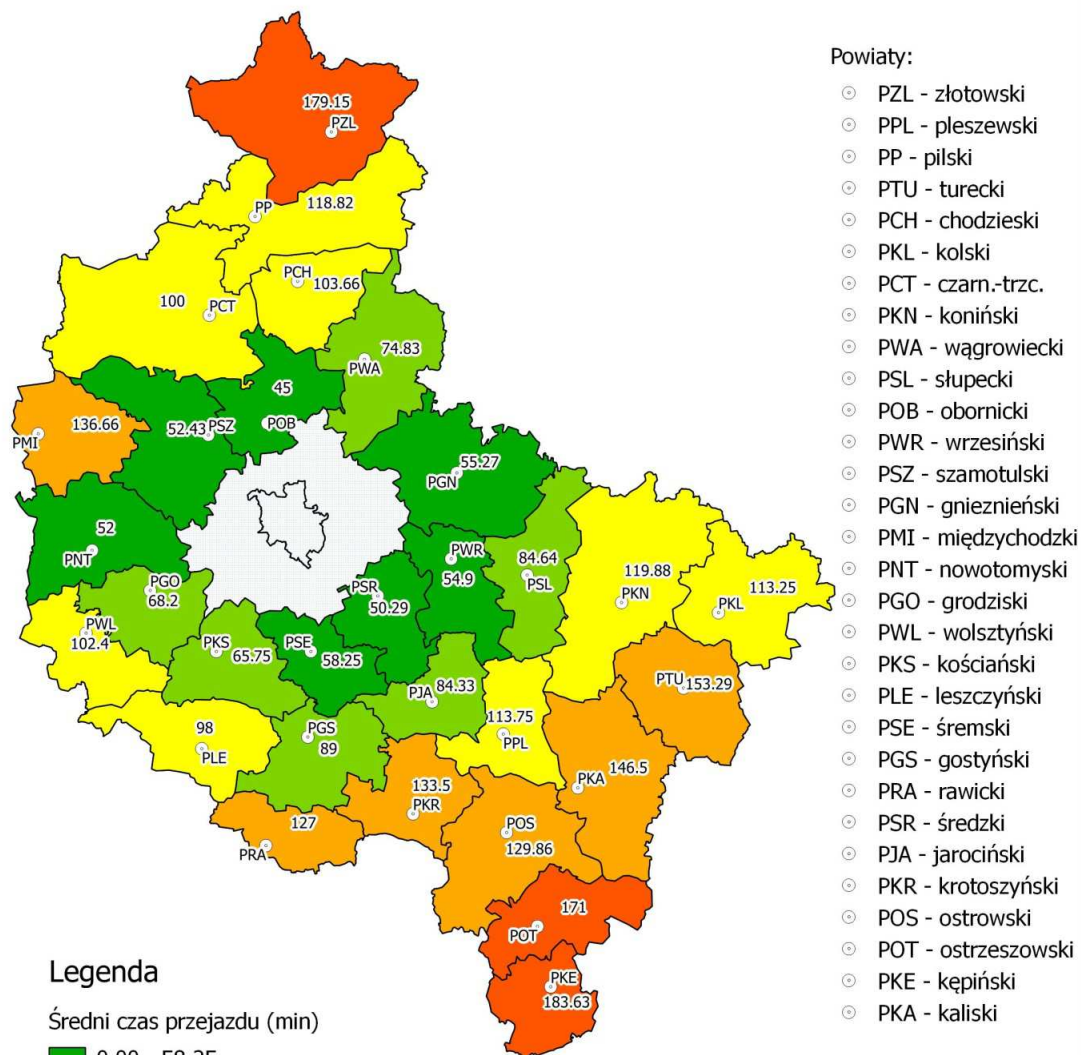 179.15
PZL
PP
118.82
PCH
103.66
100
PCT
74.83
PWA
45
POB
136.66
PMI
52.43
PSZ
55.27
PGN
52
PNT
PWR
54.9
84.64
PSL
PGO
68.2
PSR
50.29
119.88
PKN
113.25
PKL
PWL
102.4
PKS
65.75
PSE
58.25
PTU
153.29
PJA
84.33
98
PLE
PGS
89
113.75
PPL
146.5
PKA
133.5
PKR
127
PRA
POS
129.86
171
POT
PKE
183.63
Powiaty:
PZL - złotowski
PPL - pleszewski
PP - pilski
PTU - turecki
PCH - chodzieski
PKL - kolski
PCT - czarn.-trzc.
PKN - koniński
PWA - wągrowiecki
PSL - słupecki
POB - obornicki
PWR - wrzesiński
PSZ - szamotulski
PGN - gnieznieński
PMI - międzychodzki
PNT - nowotomyski
PGO - grodziski
PWL - wolsztyński
PKS - kościański
PLE - leszczyński
PSE - śremski
PGS - gostyński
PRA - rawicki
PSR - średzki
PJA - jarociński
PKR - krotoszyński
POS - ostrowski
POT - ostrzeszowski
PKE - kępiński
PKA - kaliski
Legenda
Średni czas przejazdu (min)
0.00 - 58.25